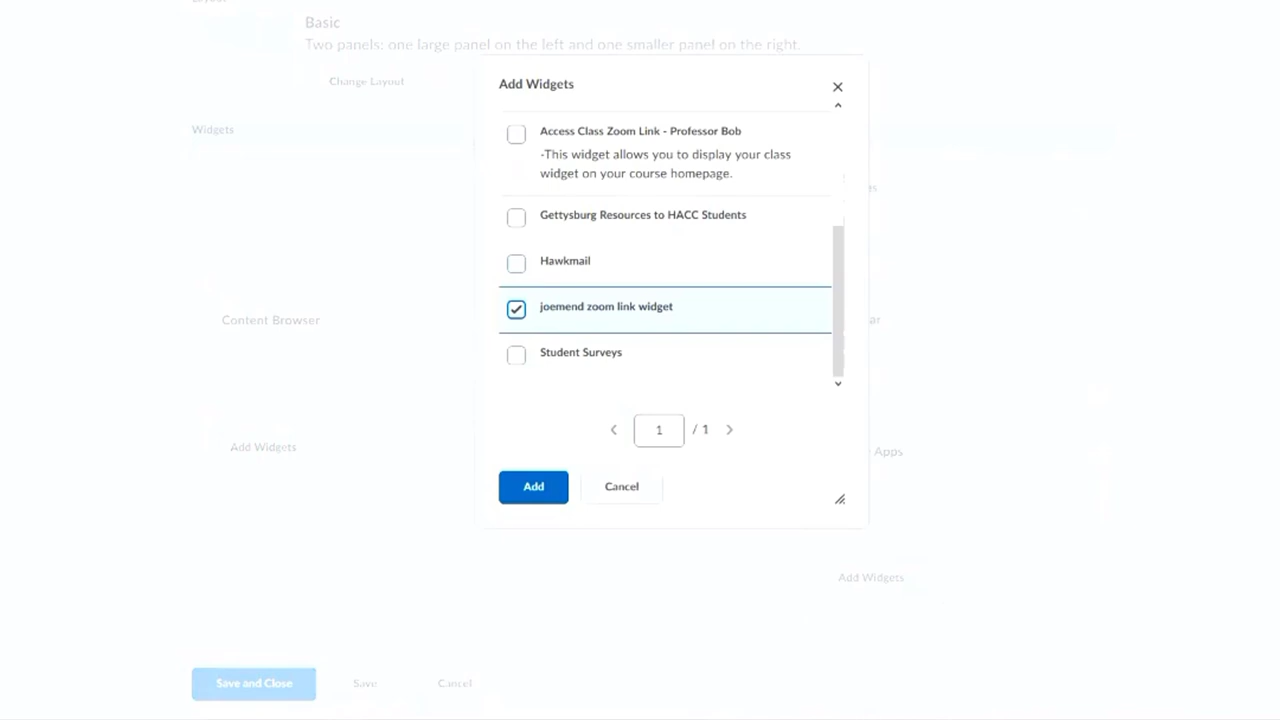 Basic
Two panels: one large panel on the left and one smaller panel on the right.
Change Layout
Widgets
Add Widgets
Access Class Zoom Link - Professor Bob
-This widget allows you to display your class
widget on your course homepage.
Gettysburg Resources to HACC Students
Hawkmail
joemend zoom link widget
Student Surveys
1 / 1
Add
Cancel
Content Browser
Add Widgets
Apps
Add Widgets
Save and Close
Save
Cancel